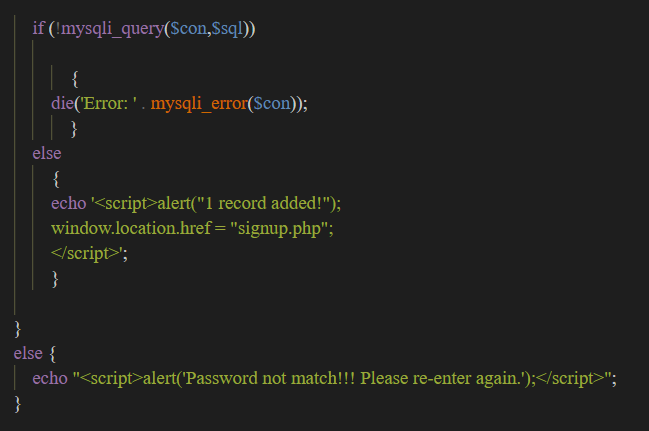 if (!mysqli_query($con,$sql))
{
die('Error: ' . mysqli_error($con));
}
else
{
echo '<script>alert("1 record added!");
window.location.href = "signup.php";
</script>';
}
}
else {
echo "<script>alert('Password not match!!! Please re-enter again.');</script>";
}